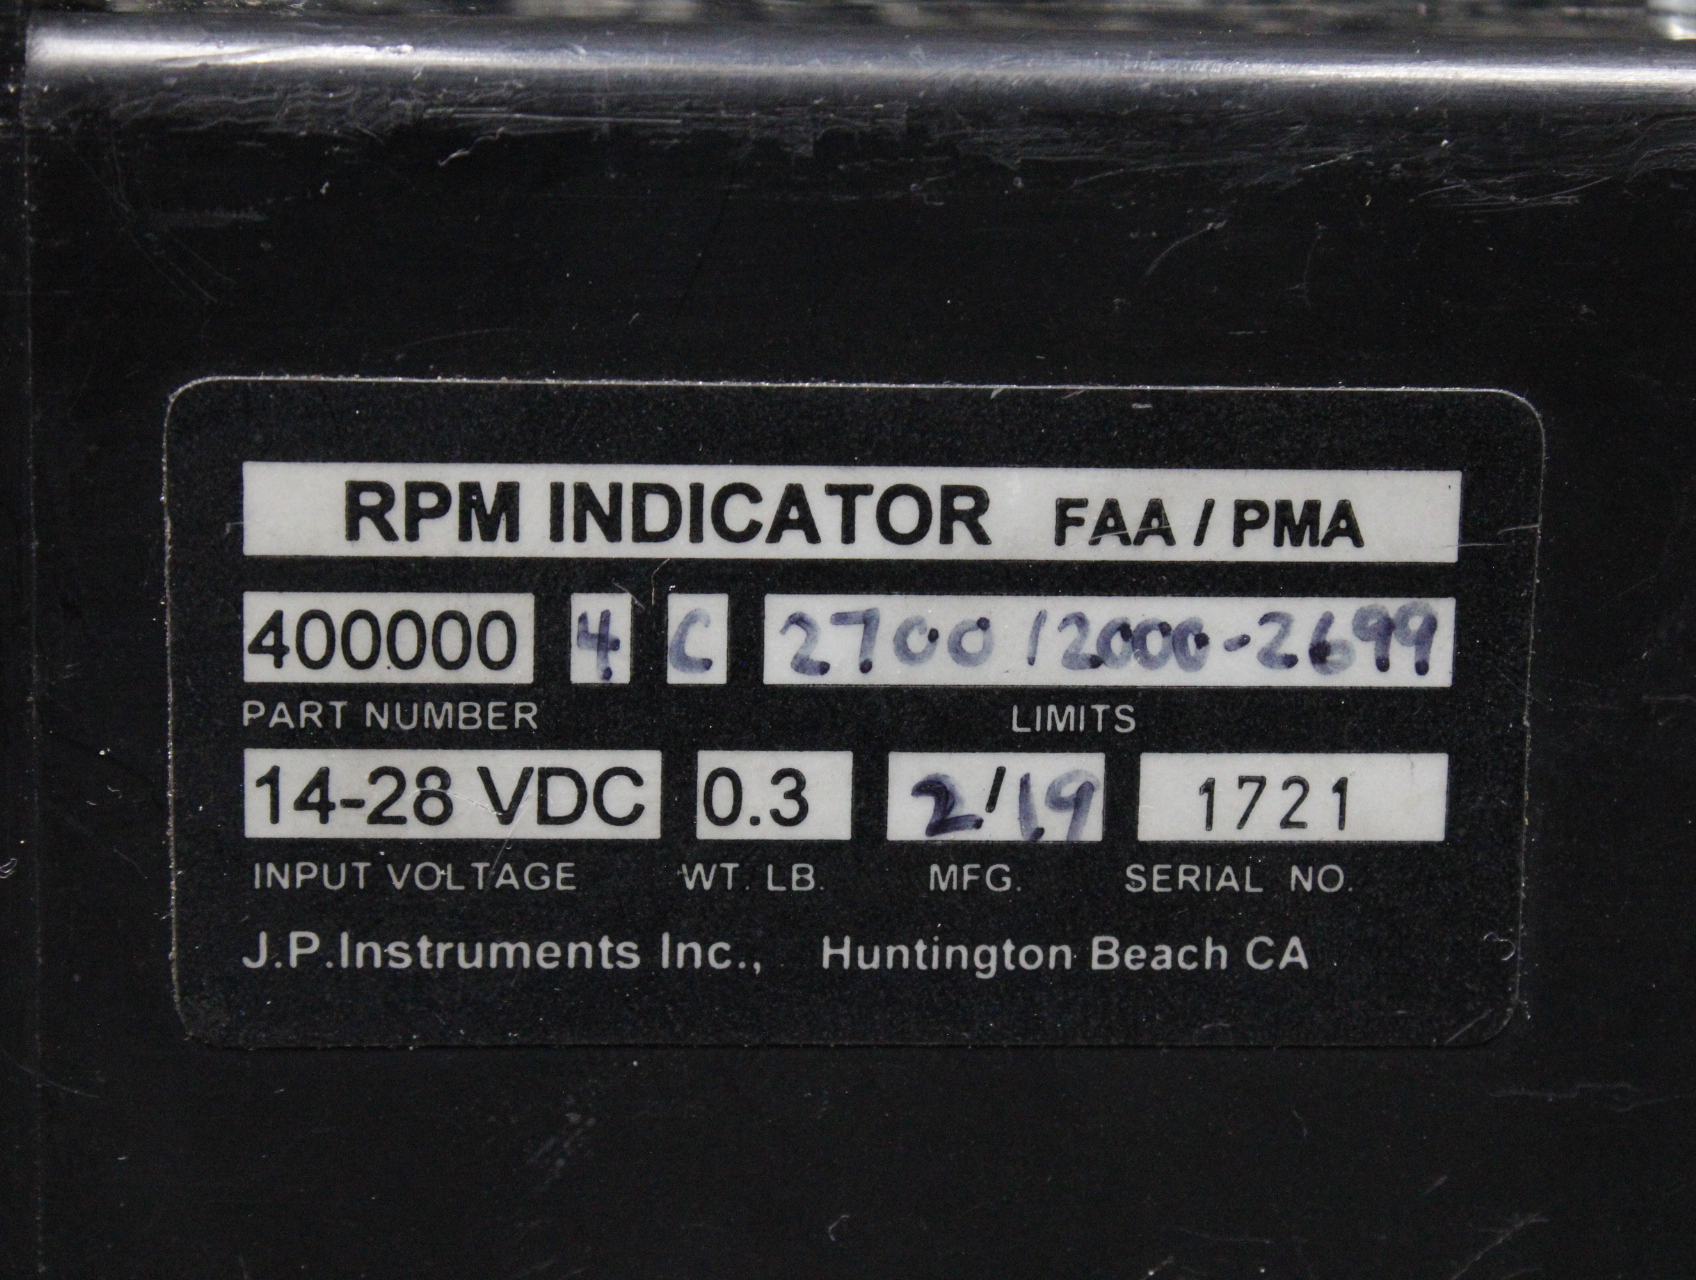 RPM INDICATOR FAA / PMA
400000 4 C 2700/2000-2699
PART NUMBER LIMITS
14-28 VDC 0.3 2/19 1721
INPUT VOLTAGE WT. LB. MFG. SERIAL NO.
J.P.Instruments Inc., Huntington Beach CA